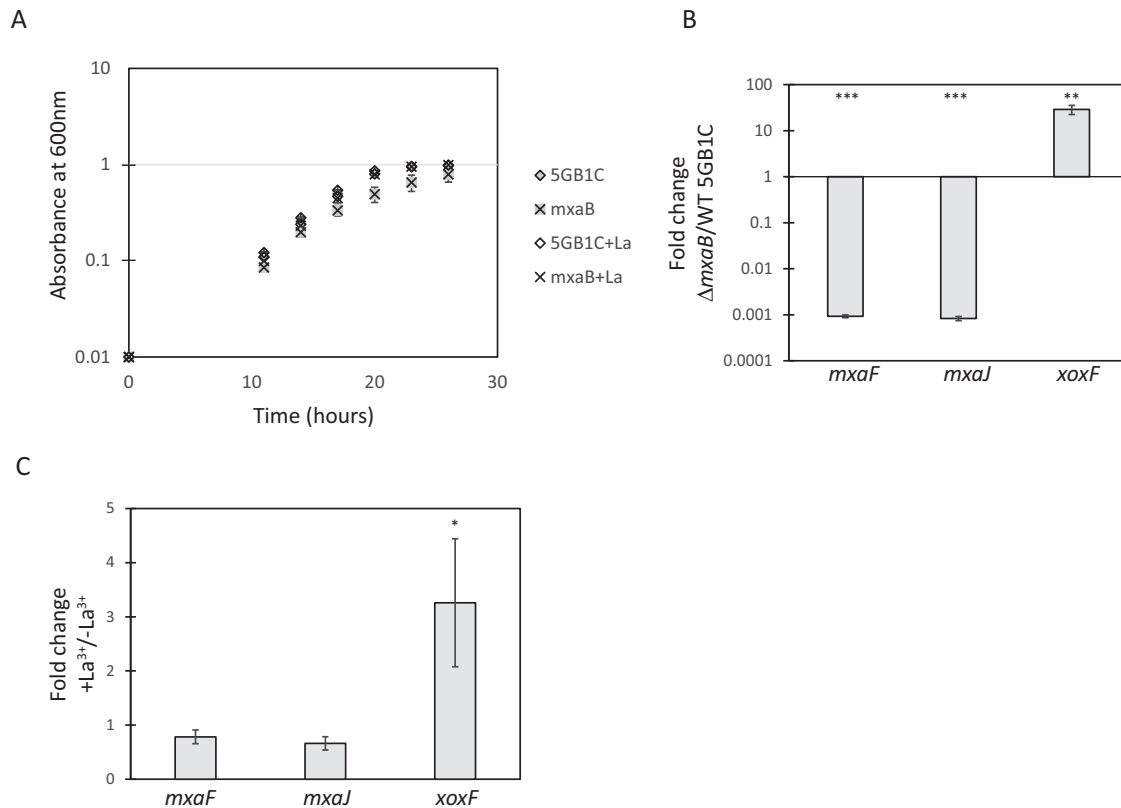 A
10
1
0.1
0.01
0
10
20
30
Absorbance at 600nm
Time (hours)
5GB1C
mxaB
5GB1C+La
mxaB+La
B
100
10
1
0.1
0.01
0.001
0.0001
Fold change
ΔmxaB/WT 5GB1C
***
***
**
mxaF
mxaJ
xoxF
C
5
4
3
2
1
0
Fold change
+La³⁺/-La³⁺
*
mxaF
mxaJ
xoxF